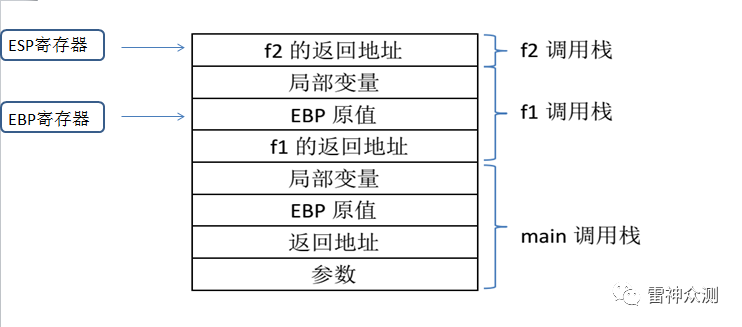 ESP寄存器
f2 的返回地址
f2 调用栈
局部变量
EBP寄存器
EBP 原值
f1 调用栈
f1 的返回地址
局部变量
EBP 原值
main 调用栈
返回地址
参数
雷神众测